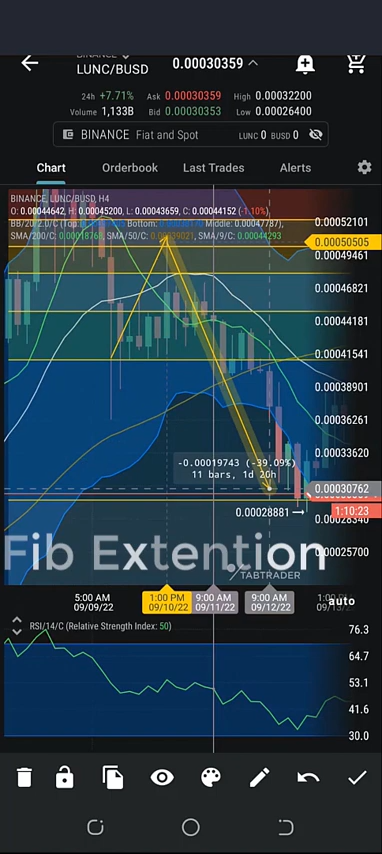 LUNC/BUSD
0.00030359
24h +7.71% Ask 0.00030359 High 0.00032200
Volume 1,133B Bid 0.00030353 Low 0.00026400
BINANCE Fiat and Spot LUNC 0 BUSD 0
Chart Orderbook Last Trades Alerts
BINANCE, LUNC/BUSD, H4
O: 0.00044642, H: 0.00045200, L: 0.00043659, C: 0.00044152 (-1.10%)
SMA/9/C: 0.00044293
0.00052101
0.00050505
0.00049461
0.00046821
0.00044181
0.00041541
0.00038901
0.00036261
0.00033620
-0.00019743 (-39.09%)
11 bars, 1d 20h
0.00030762
1:10:23
0.00028881→
0.00028340
0.00025700
Fib Extention
TABTRADER
5:00 AM 09/09/22
1:00 PM 09/10/22
9:00 AM 09/11/22
9:00 AM 09/12/22
auto
RSI/14/C (Relative Strength Index: 50)
76.3
64.7
53.1
41.6
30.0